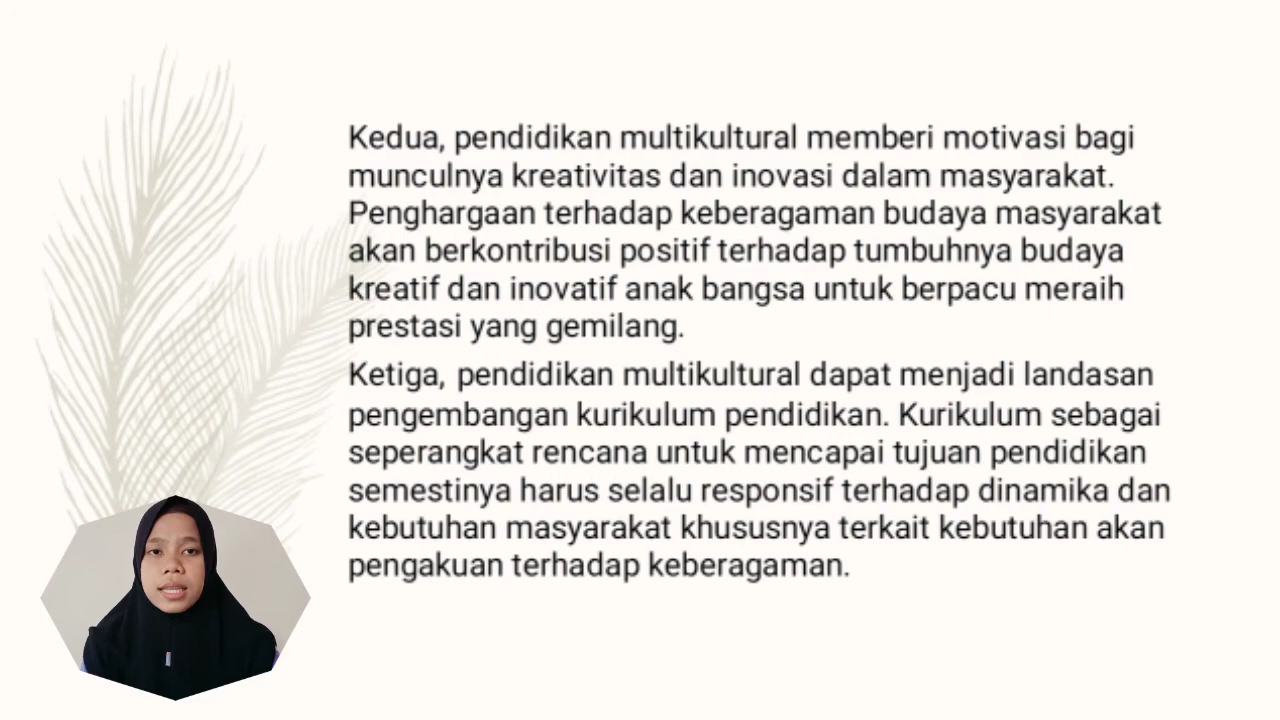 Kedua, pendidikan multikultural memberi motivasi bagi
munculnya kreativitas dan inovasi dalam masyarakat.
Penghargaan terhadap keberagaman budaya masyarakat
akan berkontribusi positif terhadap tumbuhnya budaya
kreatif dan inovatif anak bangsa untuk berpacu meraih
prestasi yang gemilang.
Ketiga, pendidikan multikultural dapat menjadi landasan
pengembangan kurikulum pendidikan. Kurikulum sebagai
seperangkat rencana untuk mencapai tujuan pendidikan
semestinya harus selalu responsif terhadap dinamika dan
kebutuhan masyarakat khususnya terkait kebutuhan akan
pengakuan terhadap keberagaman.